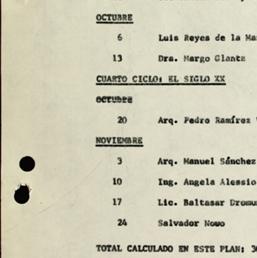 OCTUBRE
6 Luis Reyes de la
13 Dra. Margo Glantz
CUARTO CICLO: EL SIGLO XX
OCTUBRE
20 Arq. Pedro Ramírez
NOVIEMBRE
3 Arq. Manuel Sánchez
10 Ing. Angela Alessio
17 Lic. Baltasar
24 Salvador Novo
TOTAL CALCULADO EN ESTE PLAN: